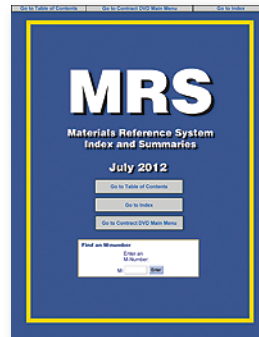 Go to Table of Contents Go to Contract DVD Main Menu Go to Index
MRS
Materials Reference System
Index and Summaries
July 2012
Go to Table of Contents
Go to Index
Go to Contract DVD Main Menu
Find an M-number
Enter an
M-Number:
M- Enter